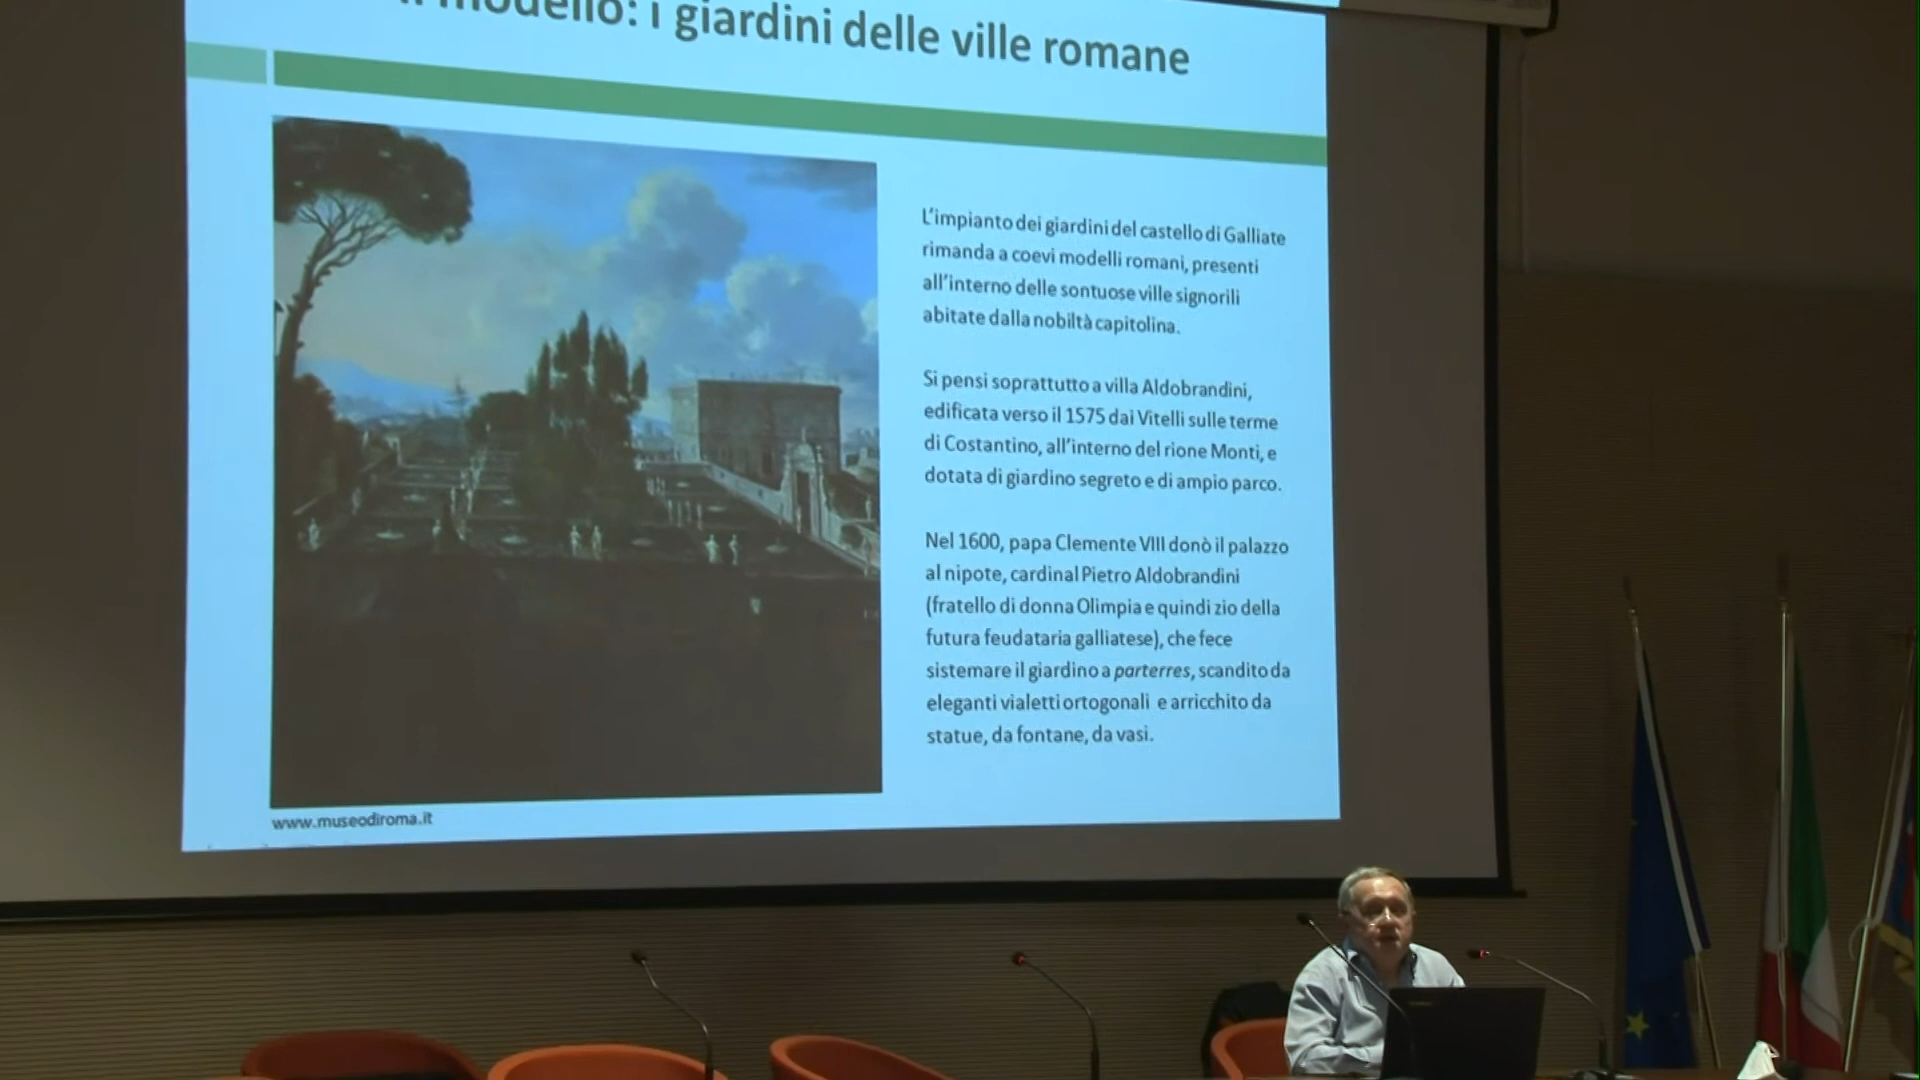 modello: i giardini delle ville romane
L'impianto dei giardini del castello di Galliate
rimanda a coevi modelli romani, presenti
all'interno delle sontuose ville signorili
abitate dalla nobiltà capitolina.
Si pensi soprattutto a villa Aldobrandini,
edificata verso il 1575 dai Vitelli sulle terme
di Costantino, all'interno del rione Monti, e
dotata di giardino segreto e di ampio parco.
Nel 1600, papa Clemente VIII donò il palazzo
al nipote, cardinal Pietro Aldobrandini
(fratello di donna Olimpia e quindi zio della
futura feudataria galliatese), che fece
sistemare il giardino a parterres, scandito da
eleganti vialetti ortogonali e arricchito da
statue, da fontane, da vasi.
www.museodiroma.it